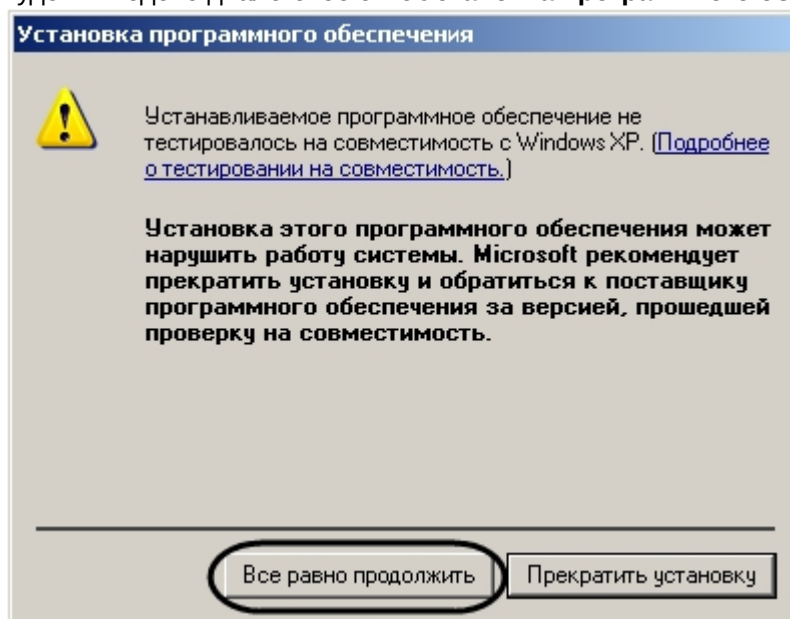 Установка программного обеспечения
Устанавливаемое программное обеспечение не
тестировалось на совместимость с Windows XP. (Подробнее
о тестировании на совместимость.)
Установка этого программного обеспечения может
нарушить работу системы. Microsoft рекомендует
прекратить установку и обратиться к поставщику
программного обеспечения за версией, прошедшей
проверку на совместимость.
Все равно продолжить Прекратить установку